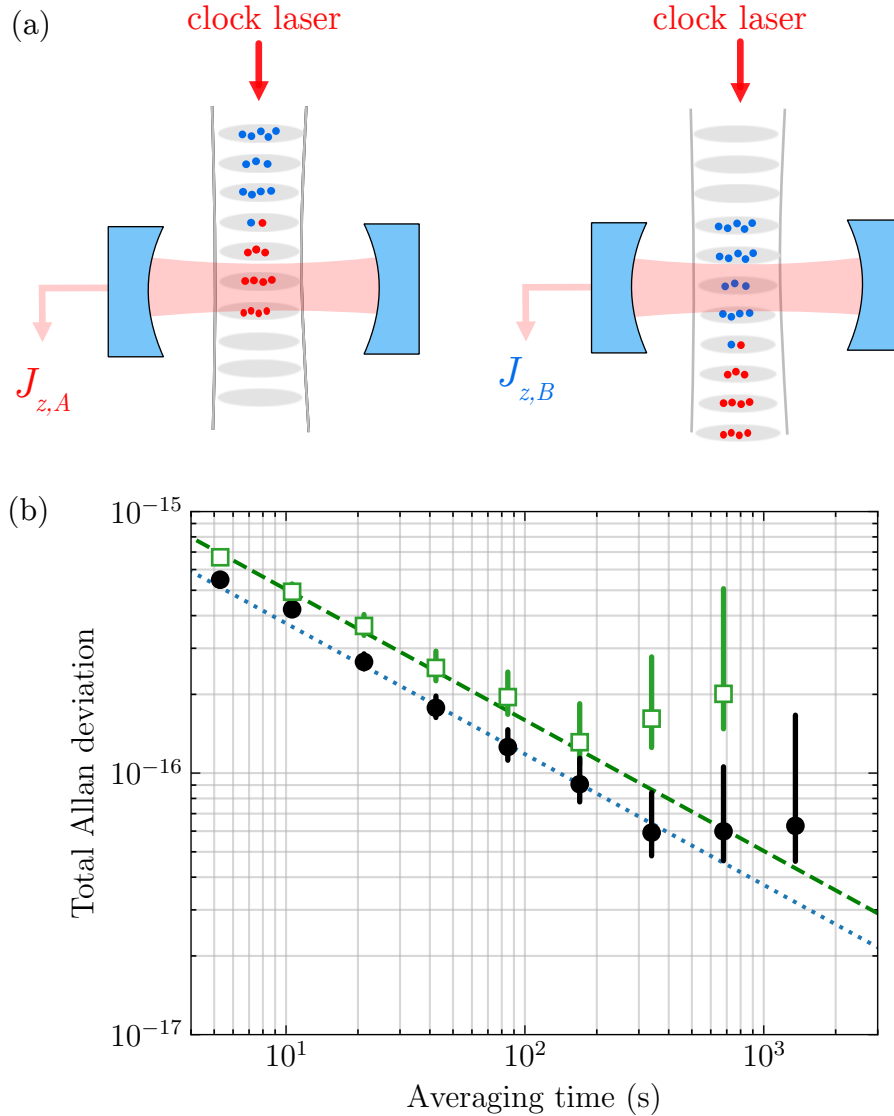 (a)
clock laser
clock laser
J_{z,A}
J_{z,B}
(b)
10^{-15}
10^{-16}
10^{-17}
Total Allan deviation
10^1
10^2
10^3
Averaging time (s)